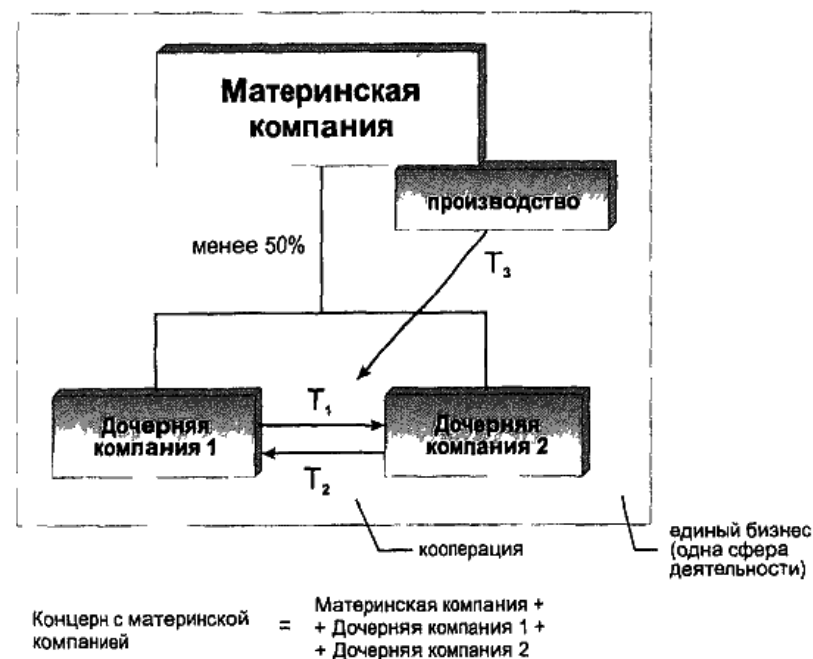 Материнская
компания
производство
менее 50%
T₃
Дочерняя
компания 1
T₁
T₂
Дочерняя
компания 2
кооперация
единый бизнес
(одна сфера
деятельности)
Концерн с материнской
компанией
=
Материнская компания +
+ Дочерняя компания 1 +
+ Дочерняя компания 2